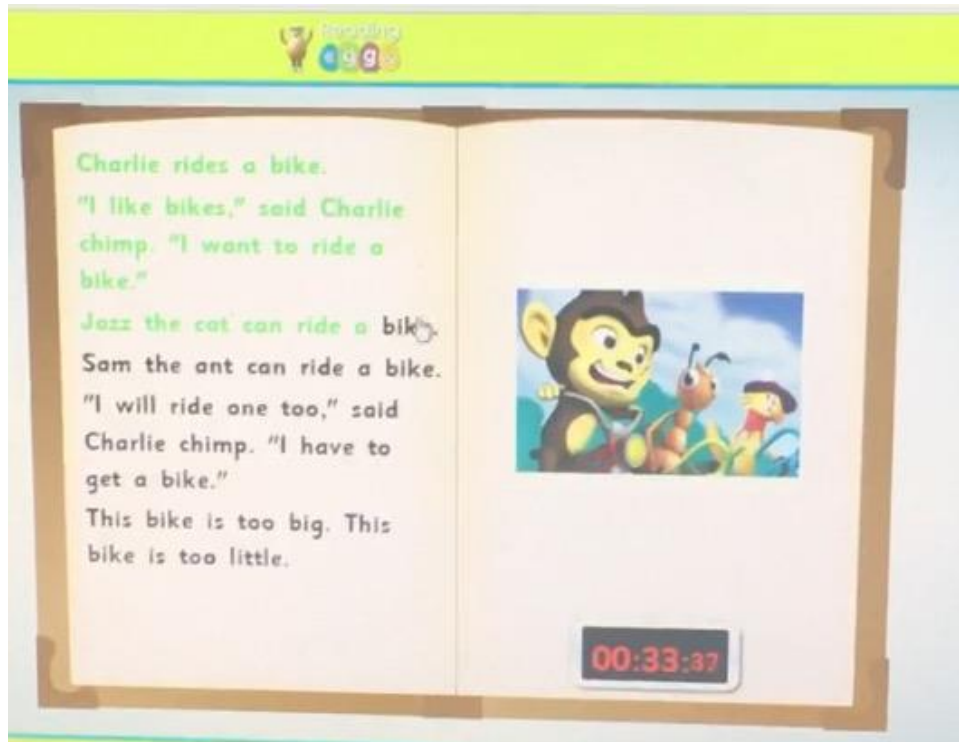 Reading
eggs
Charlie rides a bike.
"I like bikes," said Charlie
chimp. "I want to ride a
bike."
Jazz the cat can ride a bike.
Sam the ant can ride a bike.
"I will ride one too," said
Charlie chimp. "I have to
get a bike."
This bike is too big. This
bike is too little.
00:33:37